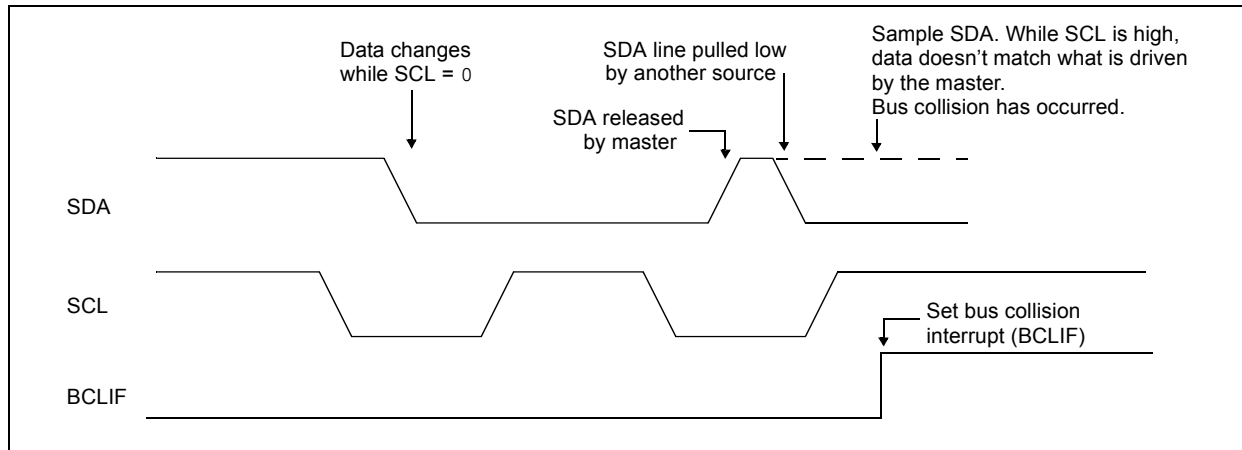 Data changes
while SCL = 0
SDA line pulled low
by another source
Sample SDA. While SCL is high,
data doesn’t match what is driven
by the master.
Bus collision has occurred.
SDA released
by master
SDA
SCL
Set bus collision
interrupt (BCLIF)
BCLIF